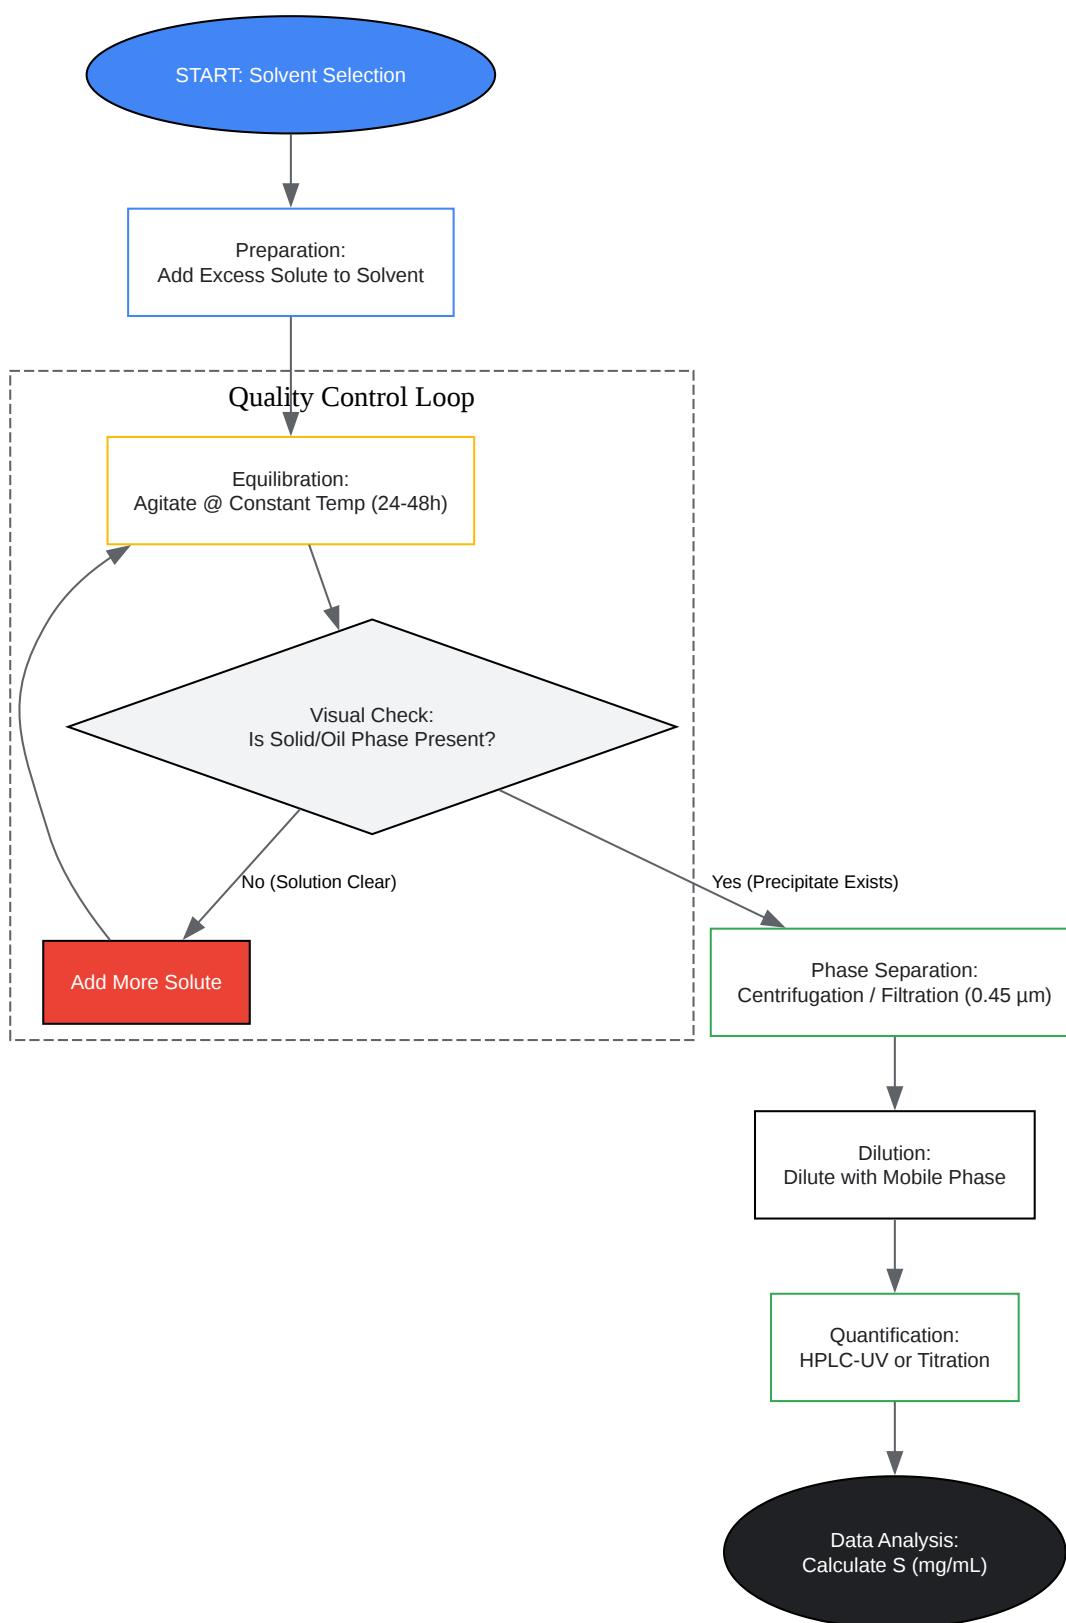 START: Solvent Selection
Preparation:
Add Excess Solute to Solvent
Quality Control Loop
Equilibration:
Agitate @ Constant Temp (24-48h)
Visual Check:
Is Solid/Oil Phase Present?
No (Solution Clear)
Yes (Precipitate Exists)
Add More Solute
Phase Separation:
Centrifugation / Filtration (0.45 µm)
Dilution:
Dilute with Mobile Phase
Quantification:
HPLC-UV or Titration
Data Analysis:
Calculate S (mg/mL)